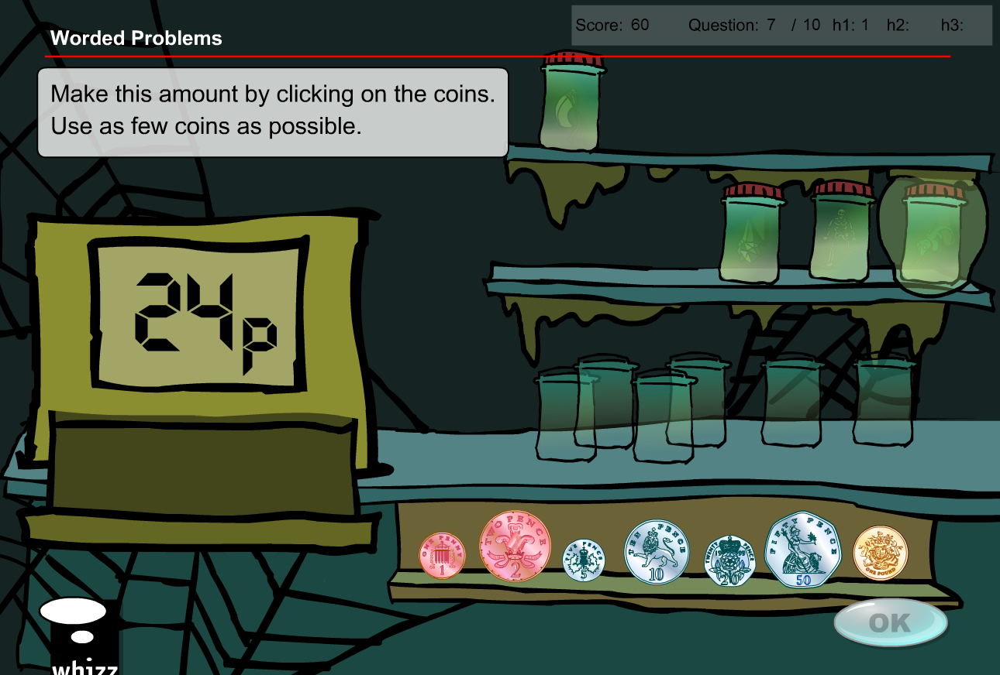 Worded Problems
Score: 60 Question: 7 / 10 h1: 1 h2: h3:
Make this amount by clicking on the coins.
Use as few coins as possible.
24p
ONE PENNY
1
TWO PENCE
2
FIVE PENCE
5
TEN PENCE
10
TWENTY PENCE
20
FIFTY PENCE
50
ONE POUND
OK
whizz